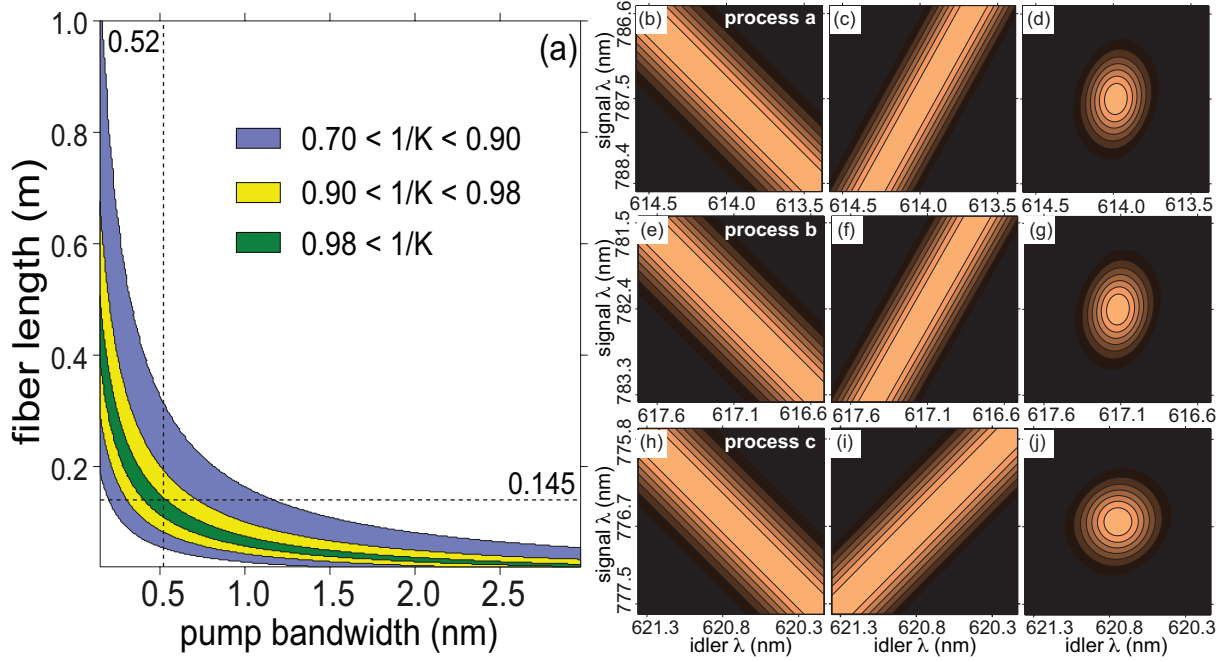 (a)
1.0
0.8
0.6
0.4
0.2
fiber length (m)
0.52
0.70 < 1/K < 0.90
0.90 < 1/K < 0.98
0.98 < 1/K
0.145
0.5 1.0 1.5 2.0 2.5
pump bandwidth (nm)
(b) process a
(c)
(d)
signal λ (nm)
786.6
787.5
788.4
614.5 614.0 613.5
614.5 614.0 613.5
614.5 614.0 613.5
(e) process b
(f)
(g)
signal λ (nm)
781.5
782.4
783.3
617.6 617.1 616.6
617.6 617.1 616.6
617.6 617.1 616.6
(h) process c
(i)
(j)
signal λ (nm)
775.8
776.7
777.5
621.3 620.8 620.3
621.3 620.8 620.3
621.3 620.8 620.3
idler λ (nm)
idler λ (nm)
idler λ (nm)